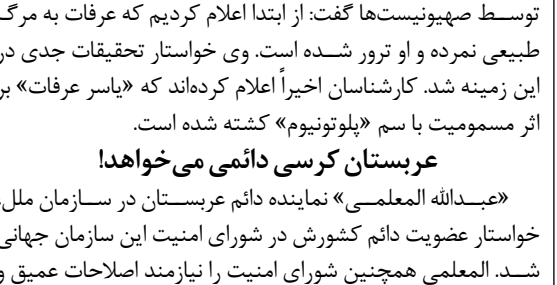 توسط صهیونیست‌ها گفت: از ابتدا اعلام کردیم که عرفات به مرگ
طبیعی نمرده و او ترور شده است. وی خواستار تحقیقات جدی در
این زمینه شد. کارشناسان اخیراً اعلام کرده‌اند که «یاسر عرفات» بر
اثر مسمومیت با سم «پلوتونیوم» کشته شده است.
عربستان کرسی دائمی می‌خواهد!
«عبدالله المعلمی» نماینده دائم عربستان در سازمان ملل،
خواستار عضویت دائم کشورش در شورای امنیت این سازمان جهانی
شد. المعلمی همچنین شورای امنیت را نیازمند اصلاحات عمیق و